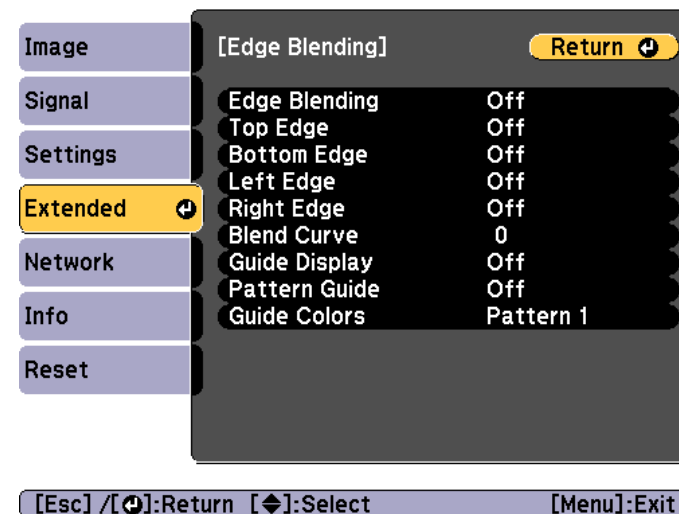 Image
Signal
Settings
Extended
Network
Info
Reset
[Edge Blending] Return
Edge Blending Off
Top Edge Off
Bottom Edge Off
Left Edge Off
Right Edge Off
Blend Curve 0
Guide Display Off
Pattern Guide Off
Guide Colors Pattern 1
[Esc] /[⏎]:Return [◆]:Select [Menu]:Exit